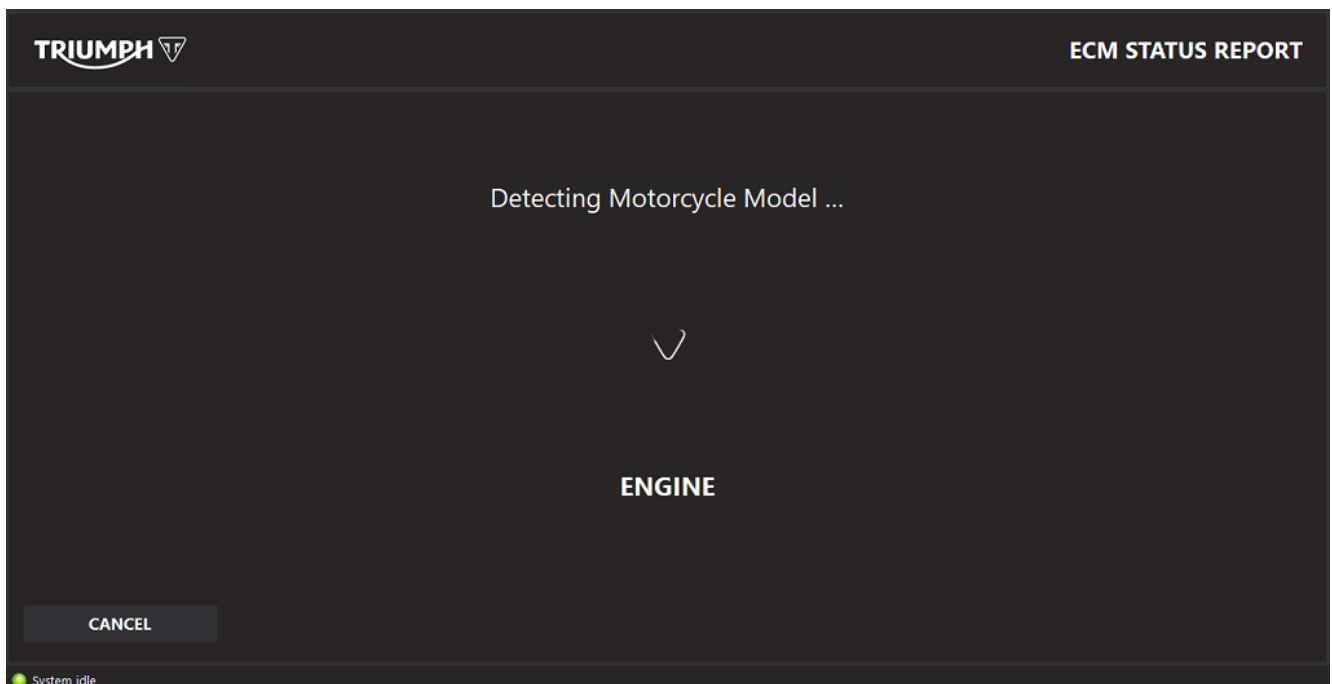 TRIUMPH
ECM STATUS REPORT
Detecting Motorcycle Model ...
ENGINE
CANCEL
System idle